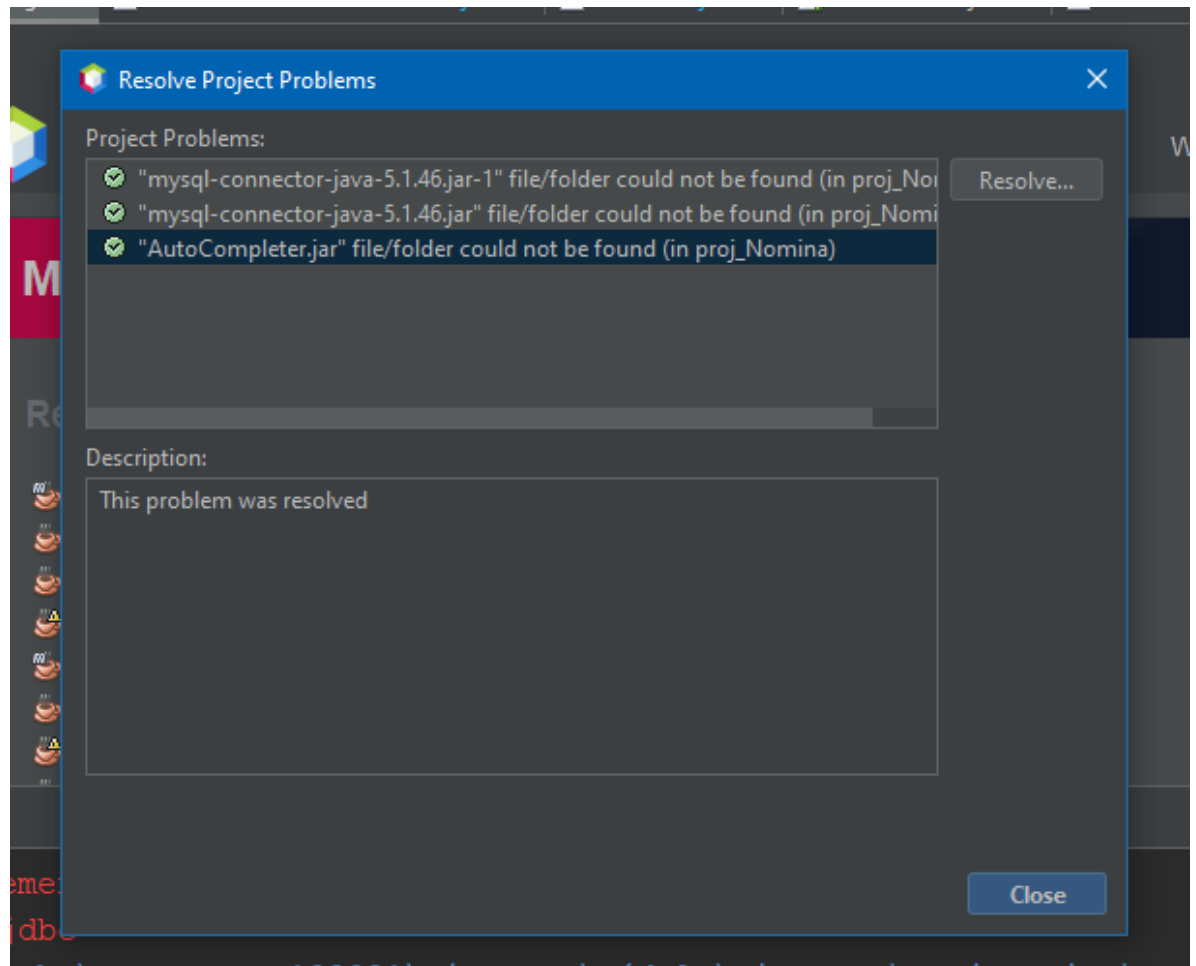 Resolve Project Problems
Project Problems:
"mysql-connector-java-5.1.46.jar-1" file/folder could not be found (in proj_Nor
Resolve...
"mysql-connector-java-5.1.46.jar" file/folder could not be found (in proj_Nomi
"AutoCompleter.jar" file/folder could not be found (in proj_Nomina)
W
M
Re
Description:
This problem was resolved
Close